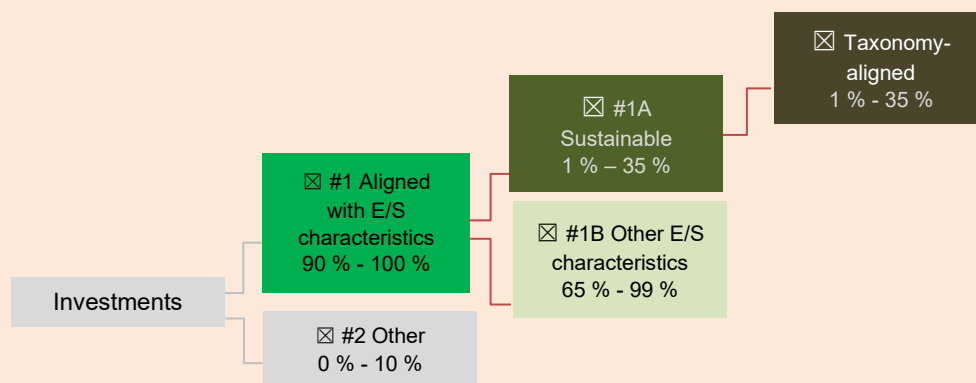 ☒ Taxonomy-
aligned
1 % - 35 %
☒ #1A
Sustainable
1 % – 35 %
☒ #1 Aligned
with E/S
characteristics
90 % - 100 %
☒ #1B Other E/S
characteristics
65 % - 99 %
Investments
☒ #2 Other
0 % - 10 %